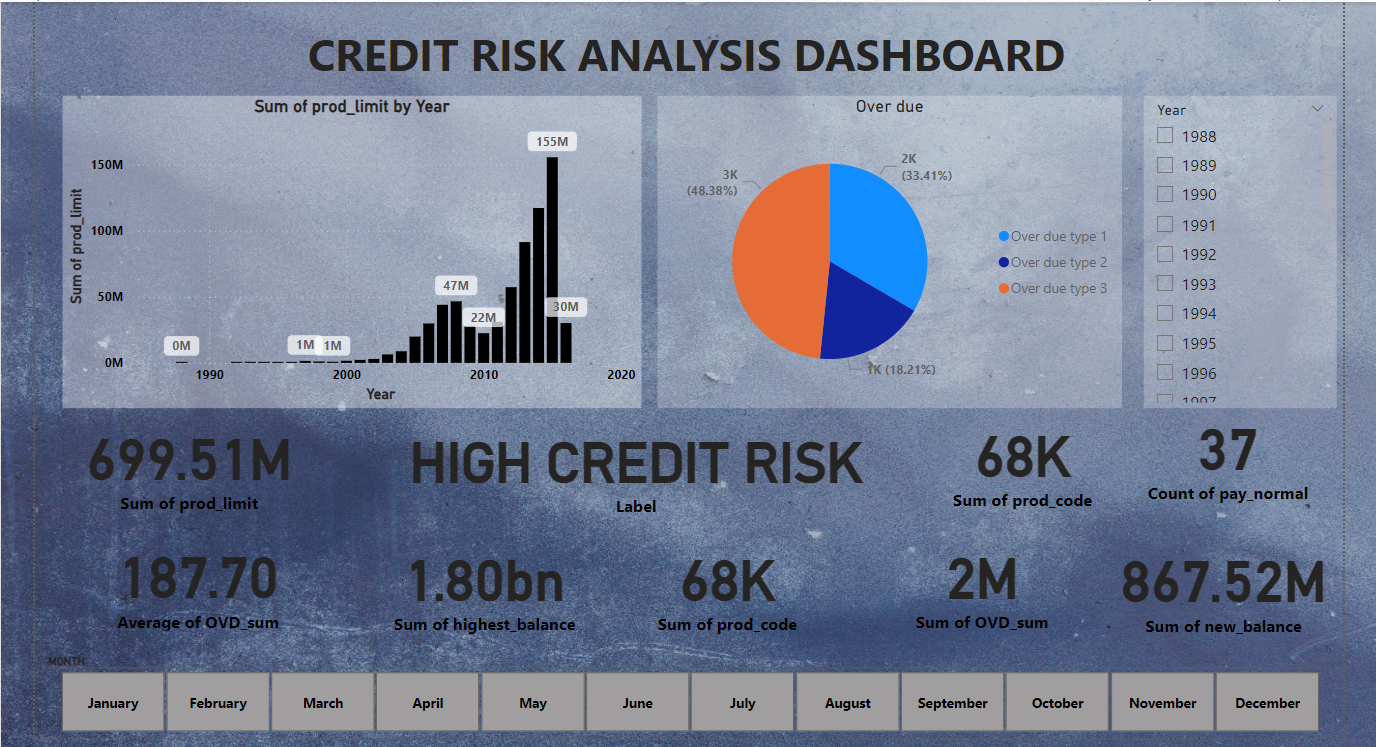 CREDIT RISK ANALYSIS DASHBOARD
Sum of prod_limit by Year
Sum of prod_limit
150M
100M
50M
0M
0M
1M
1M
47M
22M
155M
30M
1990
2000
2010
2020
Year
Over due
2K
(33.41%)
3K
(48.38%)
1K (18.21%)
Over due type 1
Over due type 2
Over due type 3
Year
1988
1989
1990
1991
1992
1993
1994
1995
1996
1997
699.51M
Sum of prod_limit
HIGH CREDIT RISK
Label
68K
Sum of prod_code
37
Count of pay_normal
187.70
Average of OVD_sum
1.80bn
Sum of highest_balance
68K
Sum of prod_code
2M
Sum of OVD_sum
867.52M
Sum of new_balance
MONTH
January
February
March
April
May
June
July
August
September
October
November
December